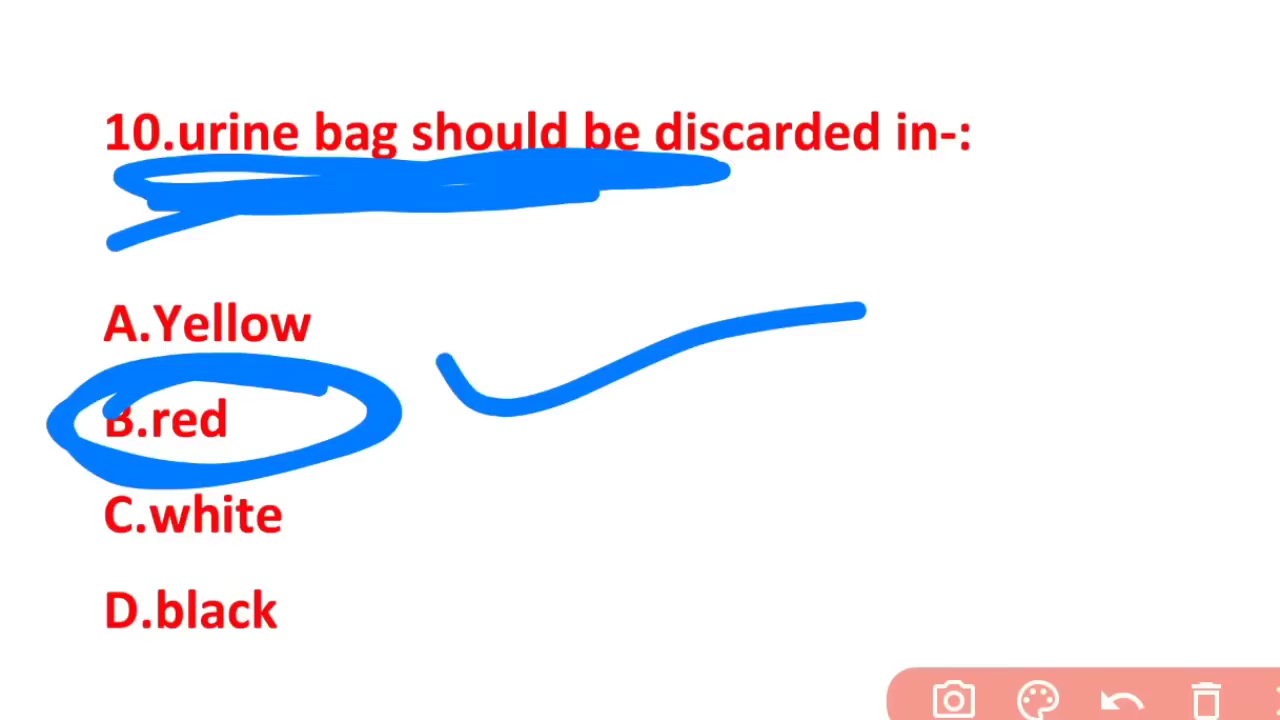 10.urine bag should be discarded in-:
A.Yellow
B.red
C.white
D.black